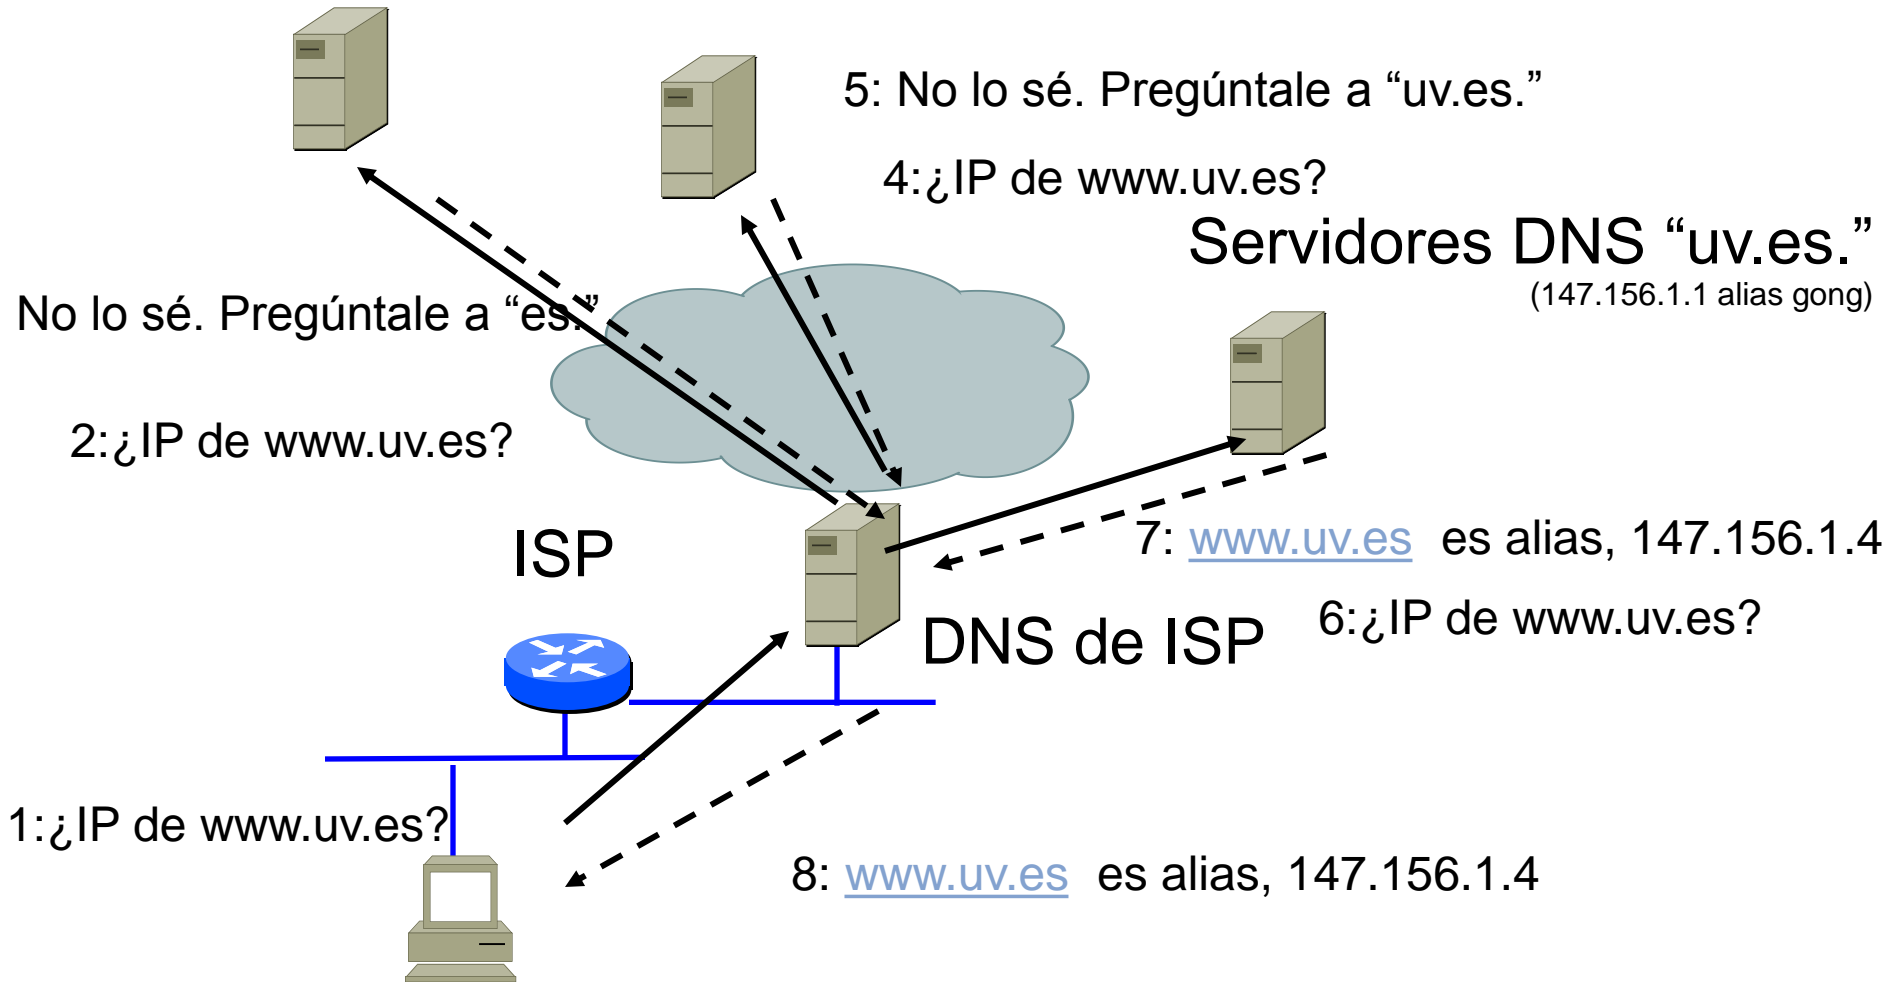 5: No lo sé. Pregúntale a “uv.es.”
4:¿IP de www.uv.es?
Servidores DNS “uv.es.”
(147.156.1.1 alias gong)
No lo sé. Pregúntale a “es.”
2:¿IP de www.uv.es?
ISP
7: www.uv.es es alias, 147.156.1.4
6:¿IP de www.uv.es?
DNS de ISP
1:¿IP de www.uv.es?
8: www.uv.es es alias, 147.156.1.4